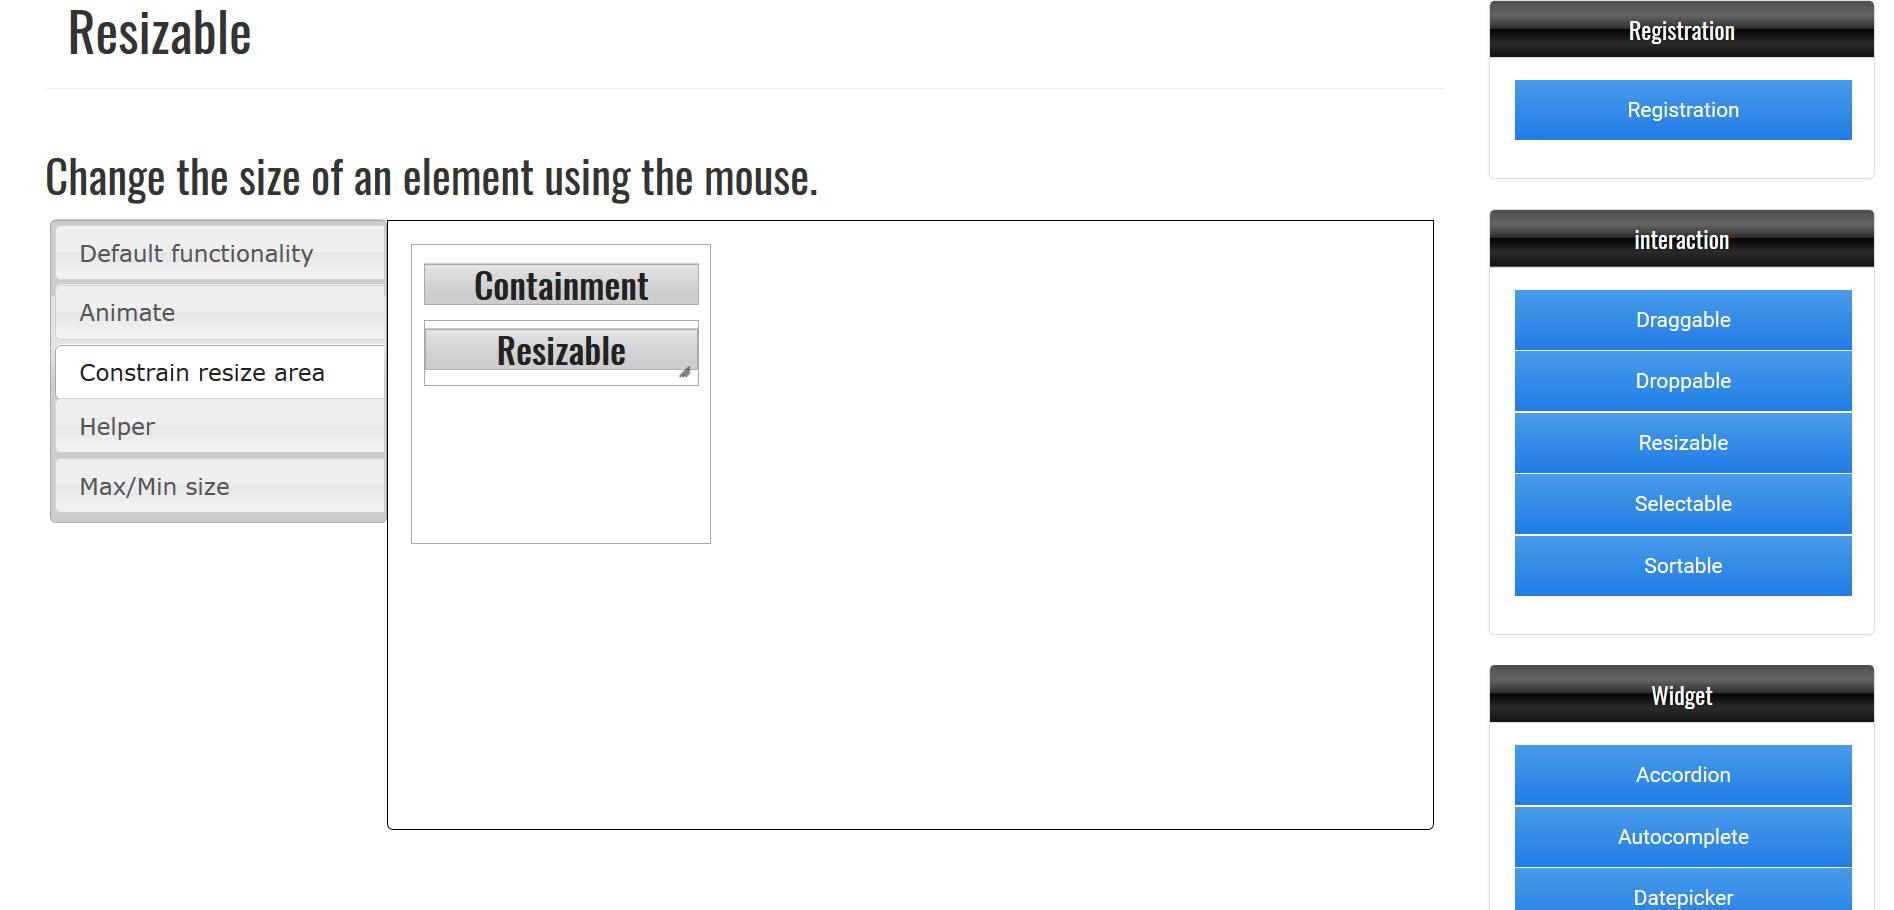 Resizable
Change the size of an element using the mouse.
Default functionality
Animate
Constrain resize area
Helper
Max/Min size
Containment
Resizable
Registration
Registration
interaction
Draggable
Droppable
Resizable
Selectable
Sortable
Widget
Accordion
Autocomplete
Datepicker